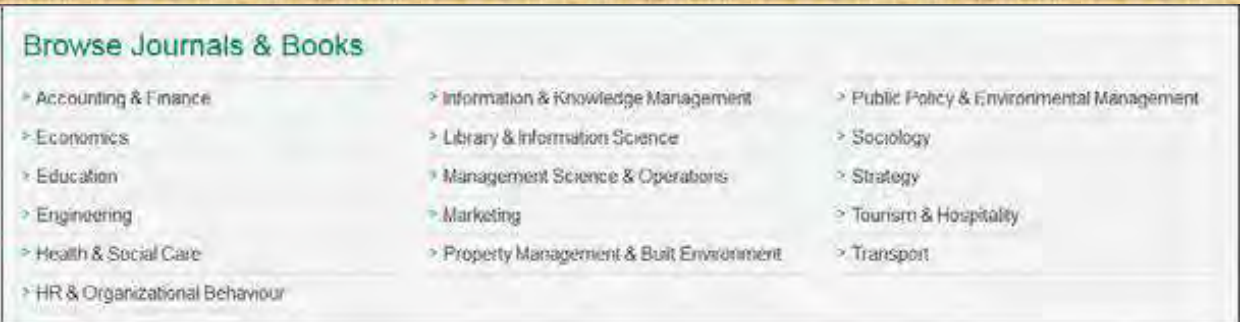 Browse Journals & Books
> Accounting & Finance
> Economics
> Education
> Engineering
> Health & Social Care
> HR & Organizational Behaviour
> Information & Knowledge Management
> Library & Information Science
> Management Science & Operations
> Marketing
> Property Management & Built Environment
> Public Policy & Environmental Management
> Sociology
> Strategy
> Tourism & Hospitality
> Transport